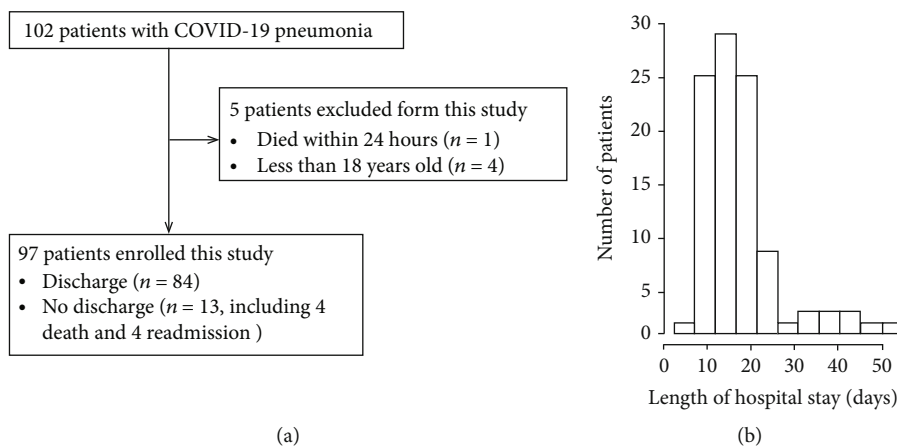 102 patients with COVID-19 pneumonia
5 patients excluded form this study
• Died within 24 hours (n = 1)
• Less than 18 years old (n = 4)
97 patients enrolled this study
• Discharge (n = 84)
• No discharge (n = 13, including 4
death and 4 readmission )
(a)
Number of patients
30
25
20
15
10
5
0
0 10 20 30 40 50
Length of hospital stay (days)
(b)